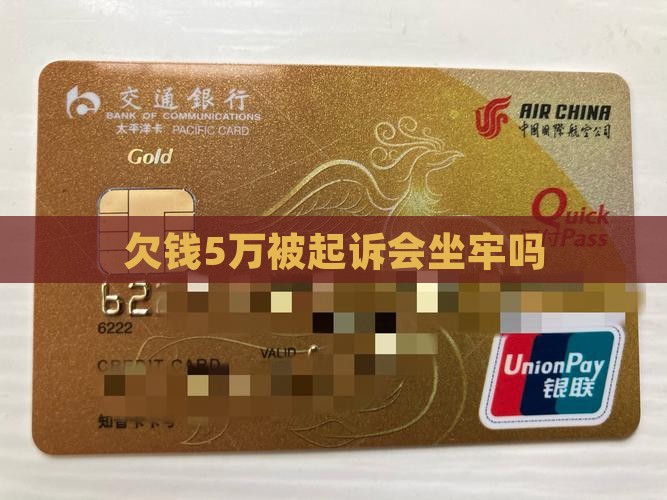 交通銀行
BANK OF COMMUNICATIONS
太平洋卡 PACIFIC CARD
Gold
AIR CHINA
中国国際航空公司
Quick
Pass
欠钱5万被起诉会坐牢吗
622
6222
CREDIT CARD
VALID
UnionPay
银联